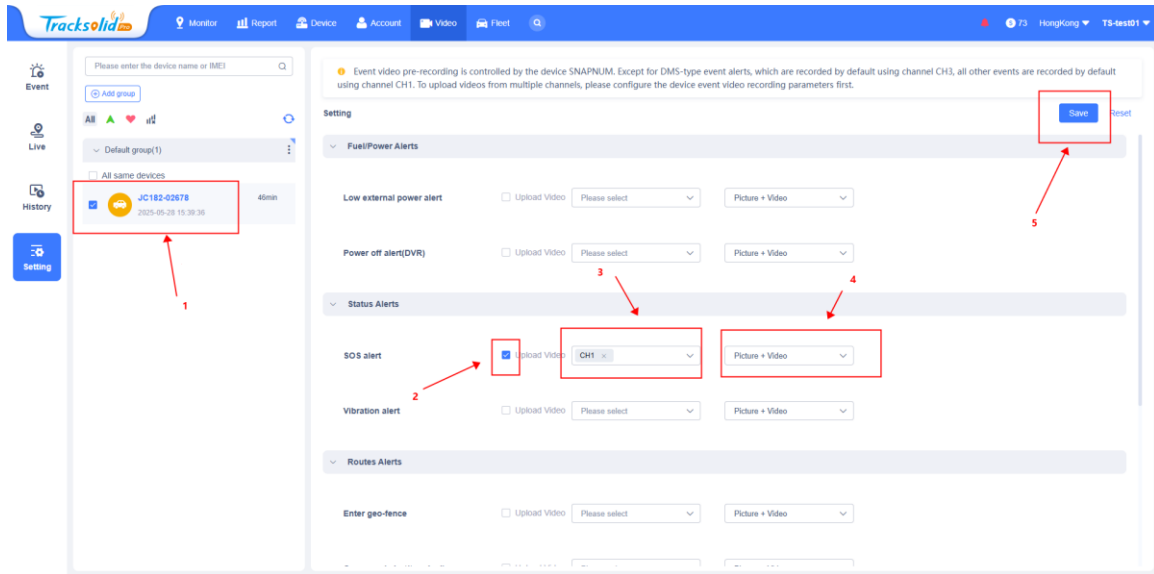 Tracksolid Pro
Monitor
Report
Device
Account
Video
Fleet
73
HongKong
TS-test01
Event
Live
History
Setting
Please enter the device name or IMEI
Add group
All
Default group(1)
All same devices
JC182-02678
46min
2025-05-28 15:39:36
1
Event video pre-recording is controlled by the device SNAPNUM. Except for DMS-type event alerts, which are recorded by default using channel CH3, all other events are recorded by default
using channel CH1. To upload videos from multiple channels, please configure the device event video recording parameters first.
Setting
Save
Reset
5
Fuel/Power Alerts
Low external power alert
Upload Video
Please select
Picture + Video
Power off alert(DVR)
Upload Video
Please select
Picture + Video
3
4
Status Alerts
SOS alert
Upload Video
CH1 ×
Picture + Video
2
Vibration alert
Upload Video
Please select
Picture + Video
Routes Alerts
Enter geo-fence
Upload Video
Please select
Picture + Video